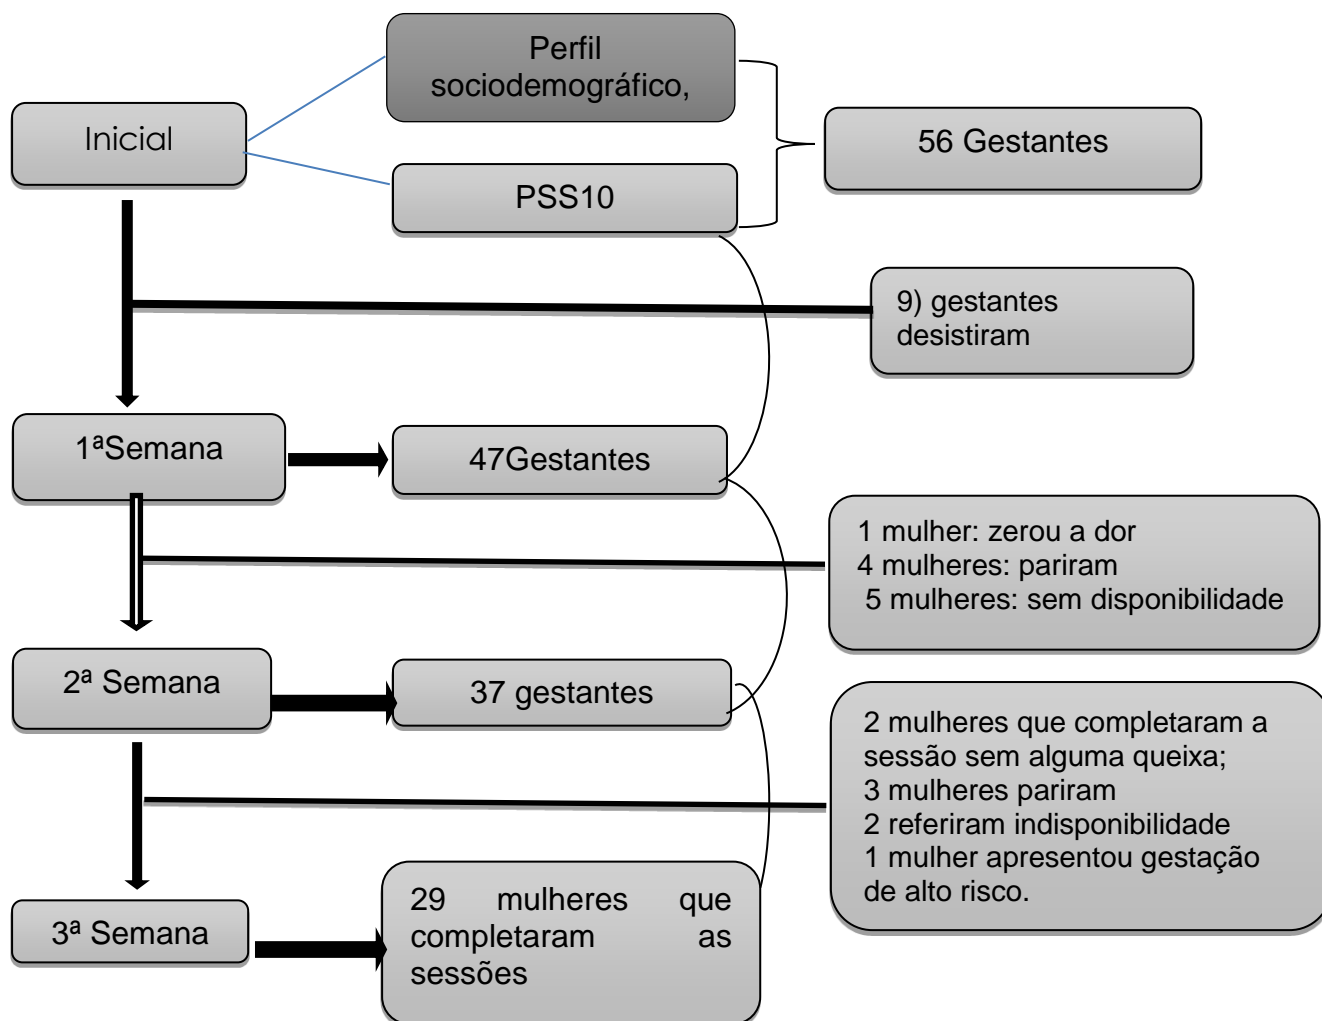 Perfil
sociodemográfico,
Inicial
56 Gestantes
PSS10
9) gestantes
desistiram
1ªSemana
47Gestantes
1 mulher: zerou a dor
4 mulheres: pariram
5 mulheres: sem disponibilidade
2ª Semana
37 gestantes
2 mulheres que completaram a
sessão sem alguma queixa;
3 mulheres pariram
2 referiram indisponibilidade
1 mulher apresentou gestação
de alto risco.
3ª Semana
29 mulheres que
completaram as
sessões